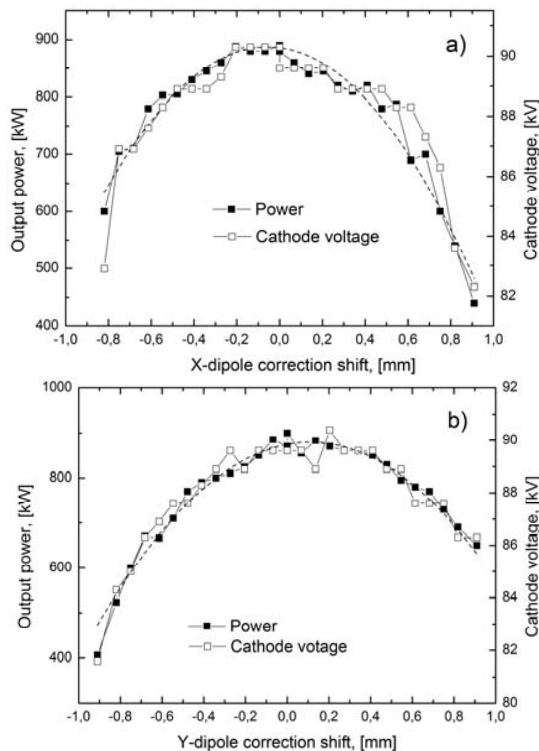 a)
900
800
700
600
500
400
90
88
86
84
82
Output power, [kW]
Cathode voltage, [kV]
Power
Cathode voltage
-1,0 -0,8 -0,6 -0,4 -0,2 0,0 0,2 0,4 0,6 0,8 1,0
X-dipole correction shift, [mm]
b)
1000
800
600
400
92
90
88
86
84
82
80
Output power, [kW]
Cathode voltage, [kV]
Power
Cathode votage
-1,0 -0,8 -0,6 -0,4 -0,2 0,0 0,2 0,4 0,6 0,8 1,0
Y-dipole correction shift, [mm]